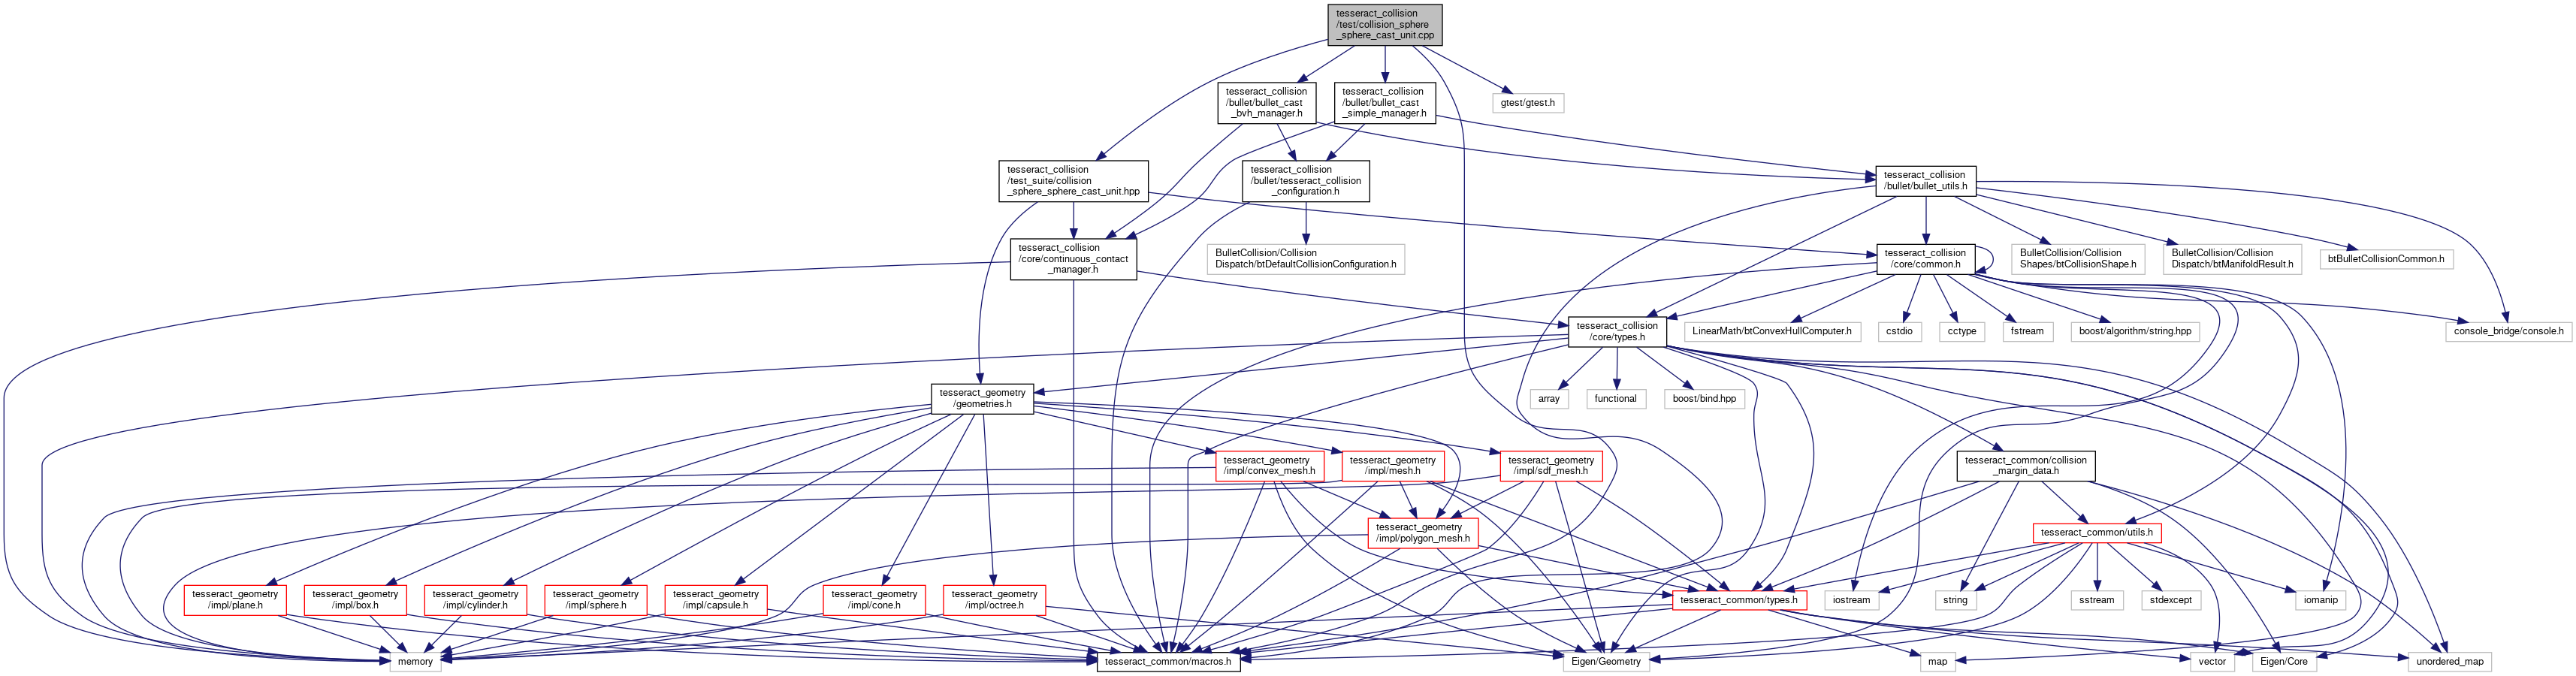 tesseract_collision
/test/collision_sphere
_sphere_cast_unit.cpp
tesseract_collision
/bullet/bullet_cast
_bvh_manager.h
tesseract_collision
/bullet/bullet_cast
_simple_manager.h
gtest/gtest.h
tesseract_collision
/test_suite/collision
_sphere_sphere_cast_unit.hpp
tesseract_collision
/bullet/tesseract_collision
_configuration.h
tesseract_collision
/bullet/bullet_utils.h
tesseract_collision
/core/continuous_contact
_manager.h
BulletCollision/Collision
Dispatch/btDefaultCollisionConfiguration.h
tesseract_collision
/core/common.h
BulletCollision/Collision
Shapes/btCollisionShape.h
BulletCollision/Collision
Dispatch/btManifoldResult.h
btBulletCollisionCommon.h
tesseract_collision
/core/types.h
LinearMath/btConvexHullComputer.h
cstdio
cctype
fstream
boost/algorithm/string.hpp
console_bridge/console.h
tesseract_geometry
/geometries.h
array
functional
boost/bind.hpp
tesseract_geometry
/impl/convex_mesh.h
tesseract_geometry
/impl/mesh.h
tesseract_geometry
/impl/sdf_mesh.h
tesseract_common/collision
_margin_data.h
tesseract_geometry
/impl/polygon_mesh.h
tesseract_common/utils.h
tesseract_geometry
/impl/plane.h
tesseract_geometry
/impl/box.h
tesseract_geometry
/impl/cylinder.h
tesseract_geometry
/impl/sphere.h
tesseract_geometry
/impl/capsule.h
tesseract_geometry
/impl/cone.h
tesseract_geometry
/impl/octree.h
tesseract_common/types.h
iostream
string
sstream
stdexcept
iomanip
memory
tesseract_common/macros.h
Eigen/Geometry
map
vector
Eigen/Core
unordered_map